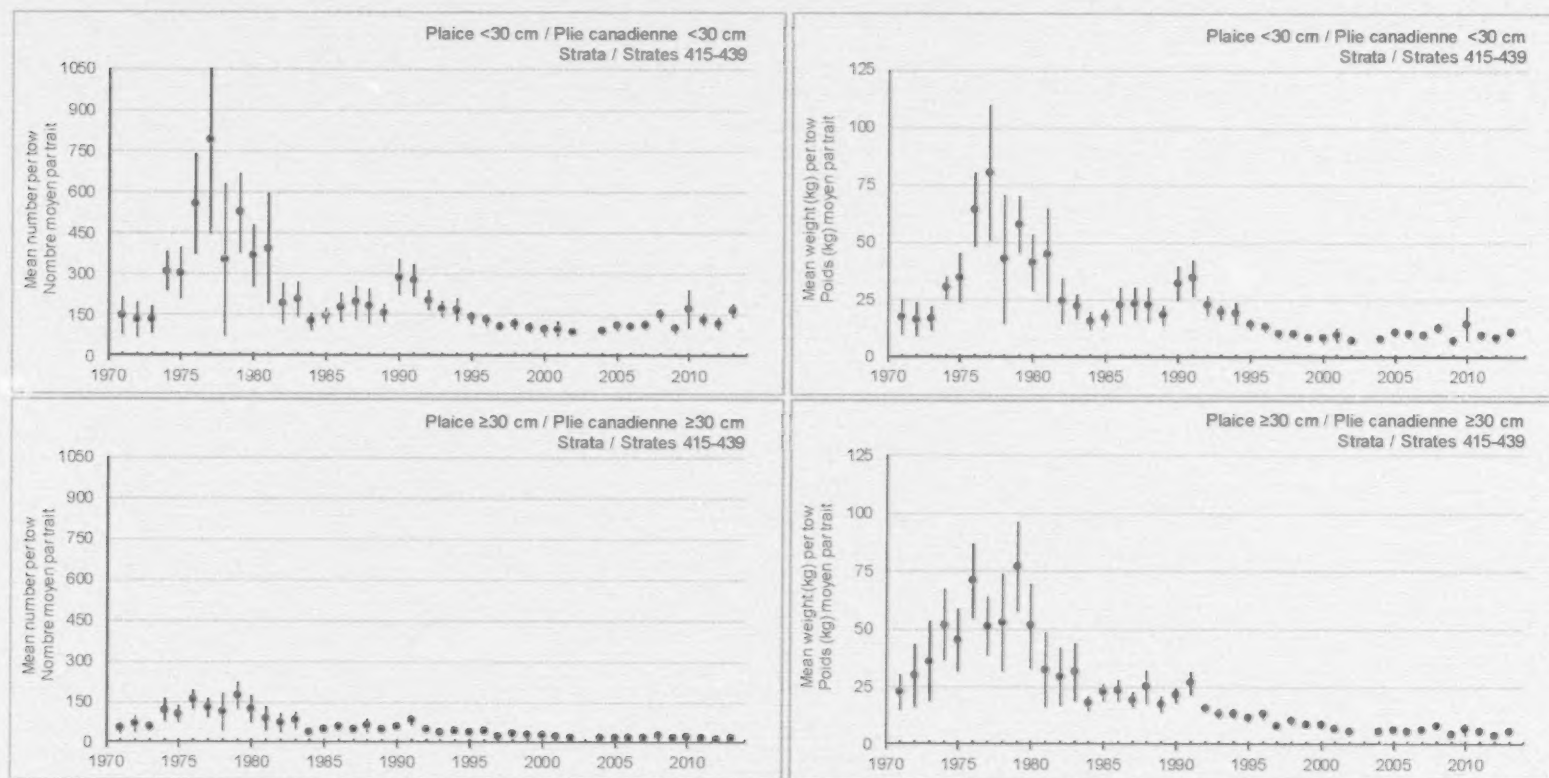 Plaice <30 cm / Plie canadienne <30 cm
Strata / Strates 415-439
Mean number per tow
Nombre moyen par trait
1050
900
750
600
450
300
150
0
1970 1975 1980 1985 1990 1995 2000 2005 2010
Plaice <30 cm / Plie canadienne <30 cm
Strata / Strates 415-439
Mean weight (kg) per tow
Poids (kg) moyen par trait
125
100
75
50
25
0
1970 1975 1980 1985 1990 1995 2000 2005 2010
Plaice ≥30 cm / Plie canadienne ≥30 cm
Strata / Strates 415-439
Mean number per tow
Nombre moyen par trait
1050
900
750
600
450
300
150
0
1970 1975 1980 1985 1990 1995 2000 2005 2010
Plaice ≥30 cm / Plie canadienne ≥30 cm
Strata / Strates 415-439
Mean weight (kg) per tow
Poids (kg) moyen par trait
125
100
75
50
25
0
1970 1975 1980 1985 1990 1995 2000 2005 2010